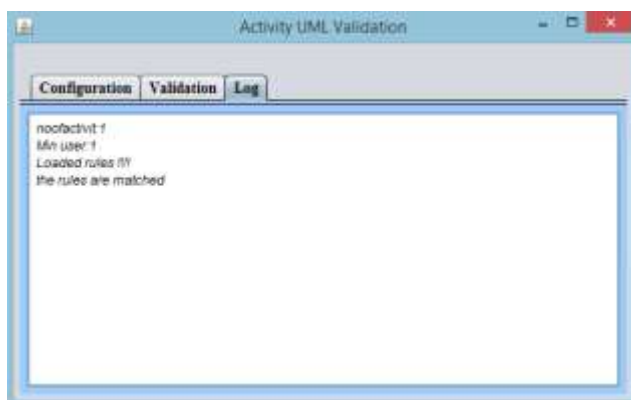 Activity UML Validation
Configuration Validation Log
noofactivit:1
Min user:1
Loaded rules !!!!
the rules are matched